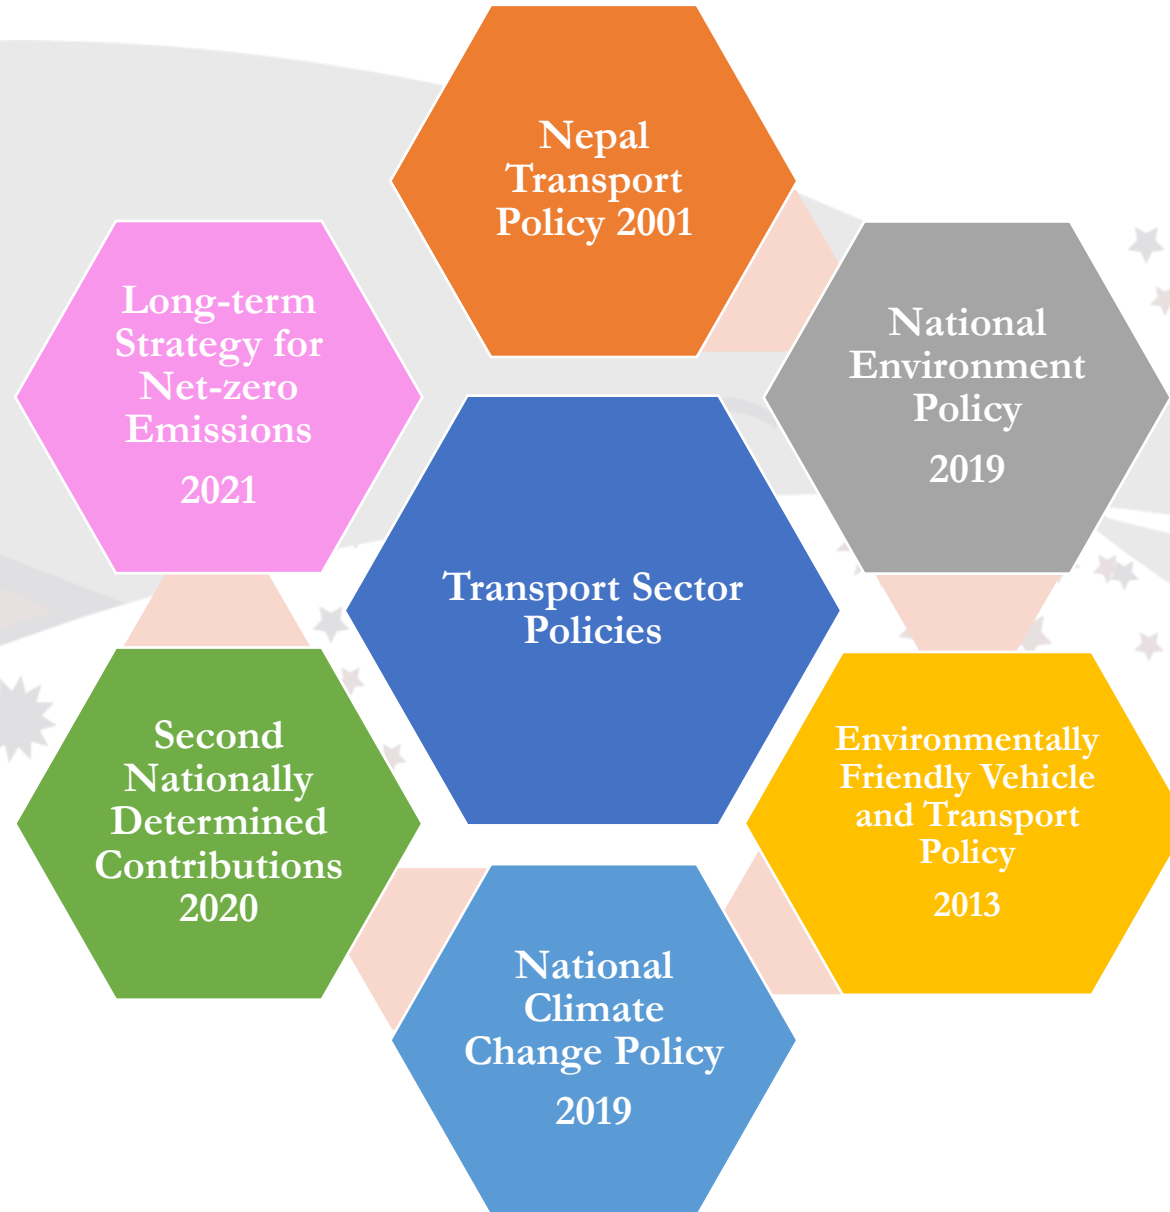 Nepal
Transport
Policy 2001
National
Environment
Policy
2019
Environmentally
Friendly Vehicle
and Transport
Policy
2013
National
Climate
Change Policy
2019
Second
Nationally
Determined
Contributions
2020
Long-term
Strategy for
Net-zero
Emissions
2021
Transport Sector
Policies